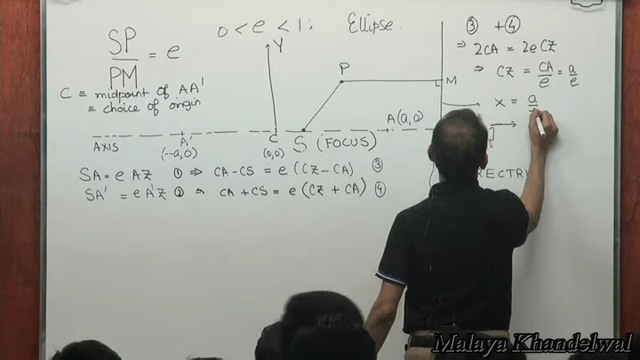 SP
PM = e
0 < e < 1; Ellipse.
C = midpoint of AA'
= choice of origin
Y
P
M
AXIS
A'
(-a,0)
C
(0,0)
S (FOCUS)
A(a,0)
SA = e AZ ① ⇒ CA - CS = e (CZ - CA) ③
SA' = e A'Z ② ⇒ CA + CS = e (CZ + CA) ④
③ + ④
⇒ 2CA = 2e CZ
⇒ CZ = CA/e = a/e
→ x = a
Malaya Khandelwal